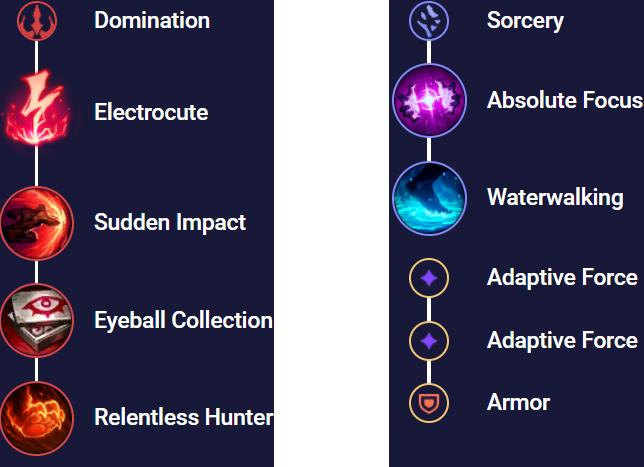 Domination
Electrocute
Sudden Impact
Eyeball Collection
Relentless Hunter
Sorcery
Absolute Focus
Waterwalking
Adaptive Force
Adaptive Force
Armor